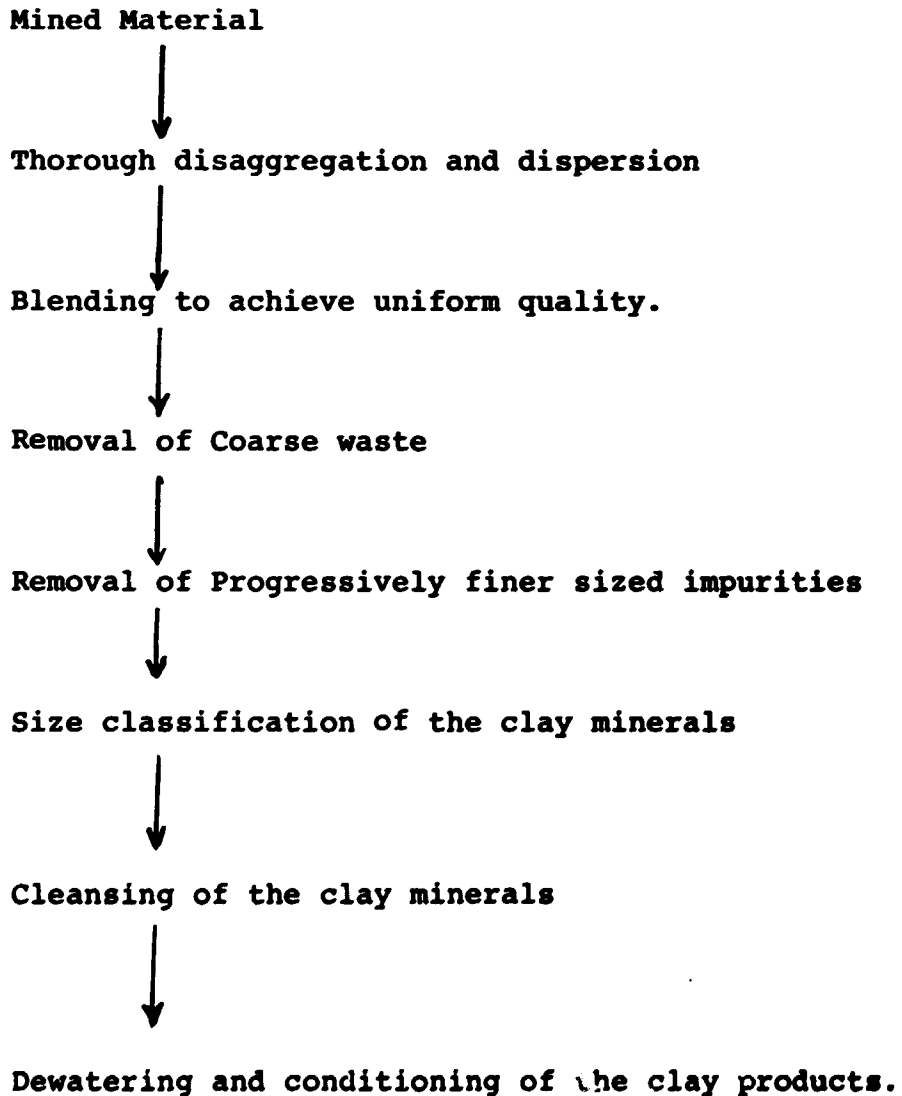 Mined Material
Thorough disaggregation and dispersion
Blending to achieve uniform quality.
Removal of Coarse waste
Removal of Progressively finer sized impurities
Size classification of the clay minerals
Cleansing of the clay minerals
Dewatering and conditioning of the clay products.